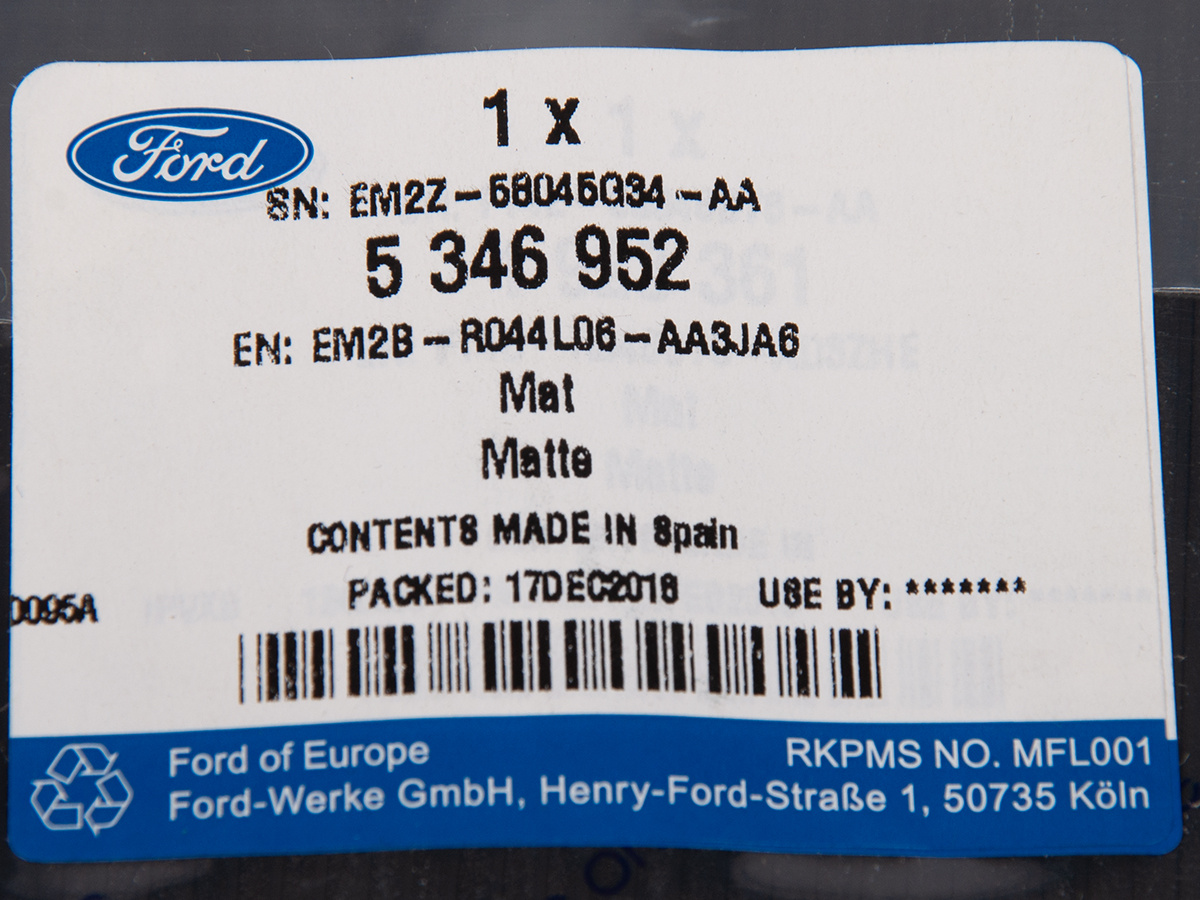 1 x
Ford
SN: EM2Z-58045G34-AA
5 346 952
EN: EM2B-R044L06-AA3JA6
Mat
Matte
CONTENTS MADE IN Spain
0095A PACKED: 17DEC2018 USE BY: *******
Ford of Europe RKPMS NO. MFL001
Ford-Werke GmbH, Henry-Ford-Straße 1, 50735 Köln